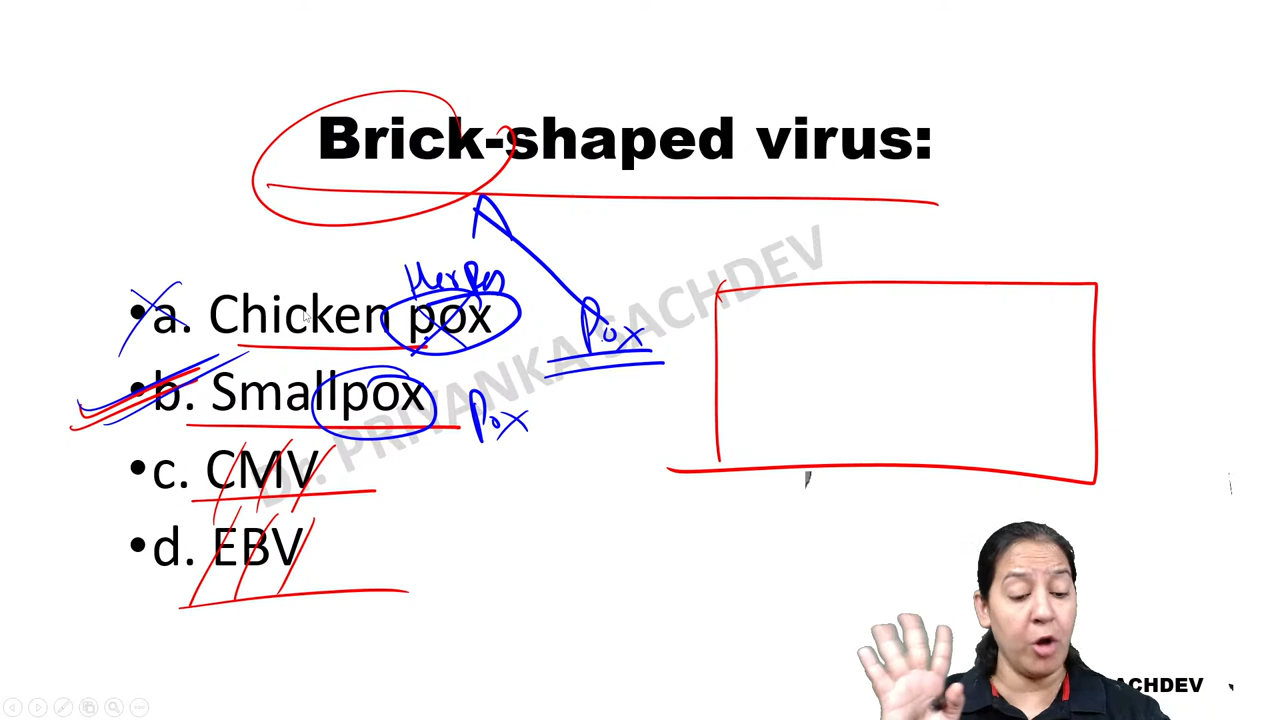 Brick-shaped virus:
Herpes
•a. Chicken pox
Pox
•b. Smallpox
Pox
•c. CMV
•d. EBV
Dr. PRIYANKA SACHDEV
ACHDEV